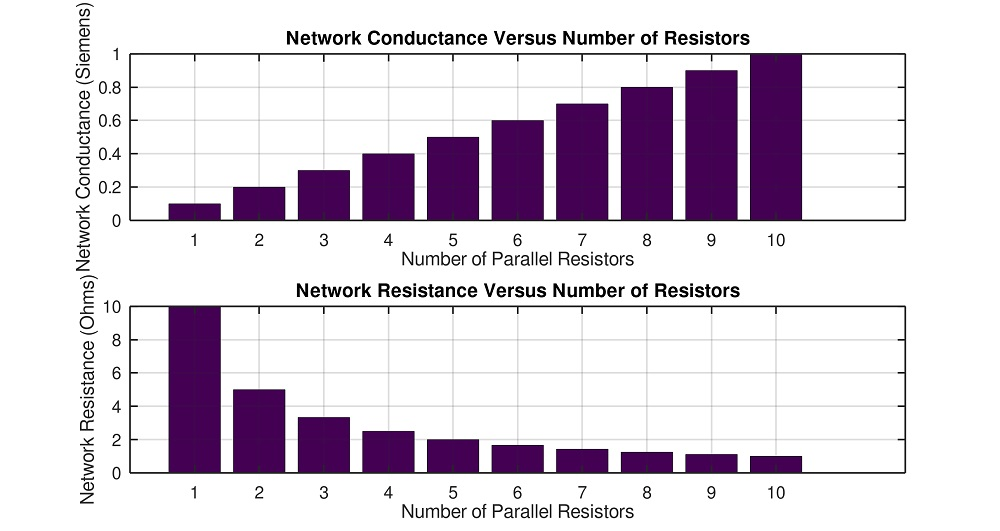 Network Conductance Versus Number of Resistors
Network Conductance (Siemens)
1
0.8
0.6
0.4
0.2
0
1 2 3 4 5 6 7 8 9 10
Number of Parallel Resistors
Network Resistance Versus Number of Resistors
Network Resistance (Ohms)
10
8
6
4
2
0
1 2 3 4 5 6 7 8 9 10
Number of Parallel Resistors